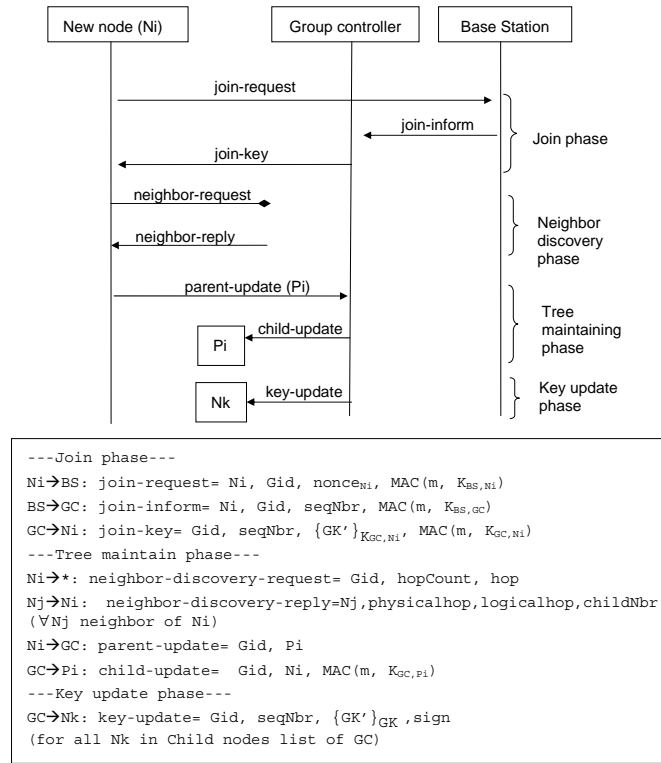 New node (Ni)
Group controller
Base Station
join-request
join-inform
join-key
Join phase
neighbor-request
neighbor-reply
Neighbor
discovery
phase
parent-update (Pi)
child-update
Pi
Tree
maintaining
phase
key-update
Nk
Key update
phase
---Join phase---
Ni→BS: join-request= Ni, Gid, nonceNi, MAC(m, KBS,Ni)
BS→GC: join-inform= Ni, Gid, seqNbr, MAC(m, KBS,GC)
GC→Ni: join-key= Gid, seqNbr, {GK'}KGC,Ni, MAC(m, KGC,Ni)
---Tree maintain phase---
Ni→*: neighbor-discovery-request= Gid, hopCount, hop
Nj→Ni: neighbor-discovery-reply=Nj,physicalhop,logicalhop,childNbr
(∀Nj neighbor of Ni)
Ni→GC: parent-update= Gid, Pi
GC→Pi: child-update= Gid, Ni, MAC(m, KGC,Pi)
---Key update phase---
GC→Nk: key-update= Gid, seqNbr, {GK'}GK ,sign
(for all Nk in Child nodes list of GC)